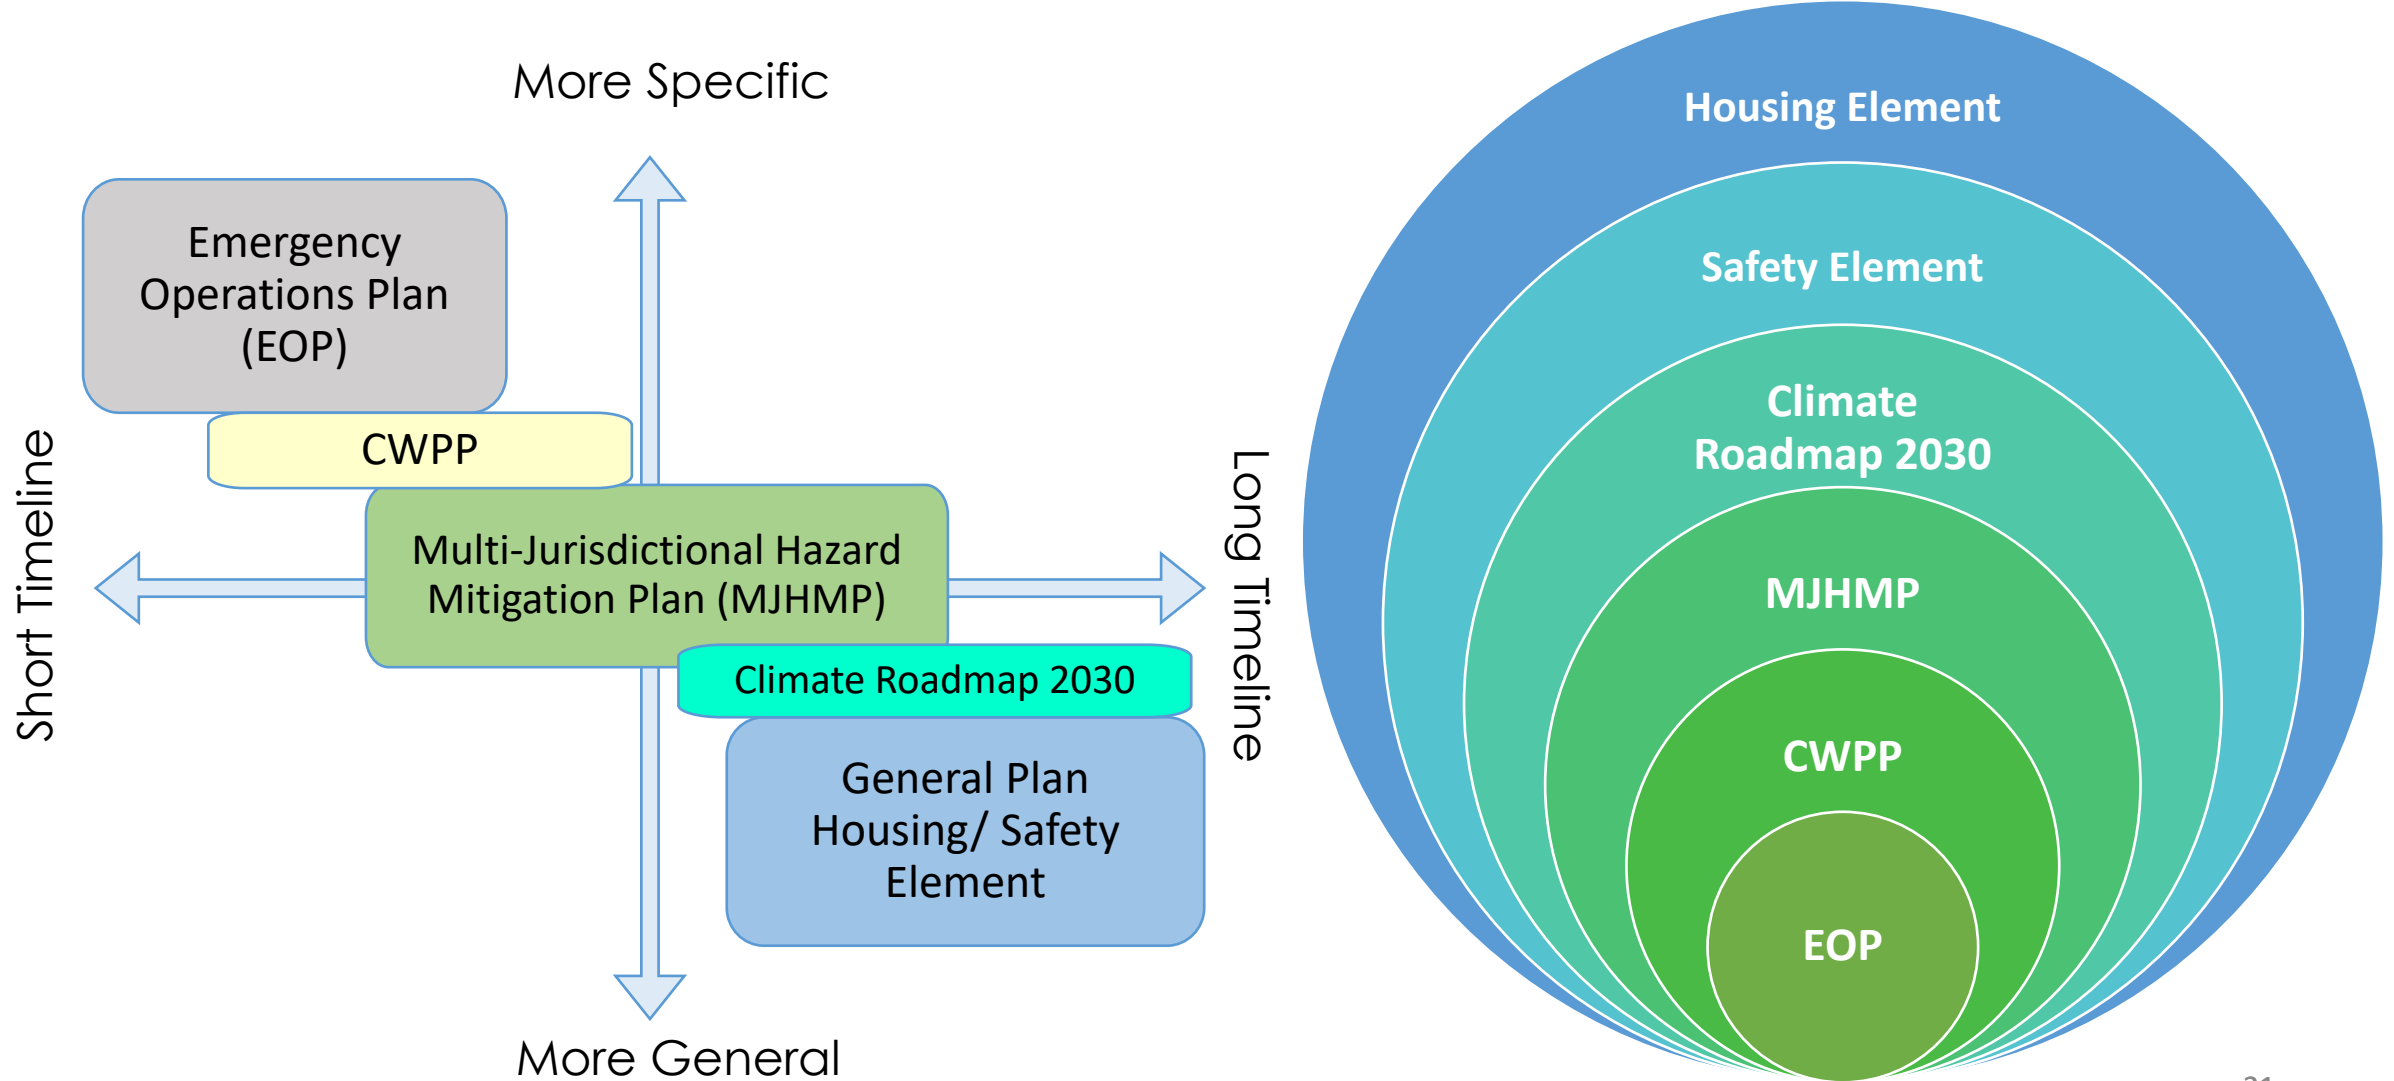 More Specific
Emergency
Operations Plan
(EOP)
CWPP
Short Timeline
Multi-Jurisdictional Hazard
Mitigation Plan (MJHMP)
Long Timeline
Climate Roadmap 2030
General Plan
Housing/ Safety
Element
More General
Housing Element
Safety Element
Climate
Roadmap 2030
MJHMP
CWPP
EOP